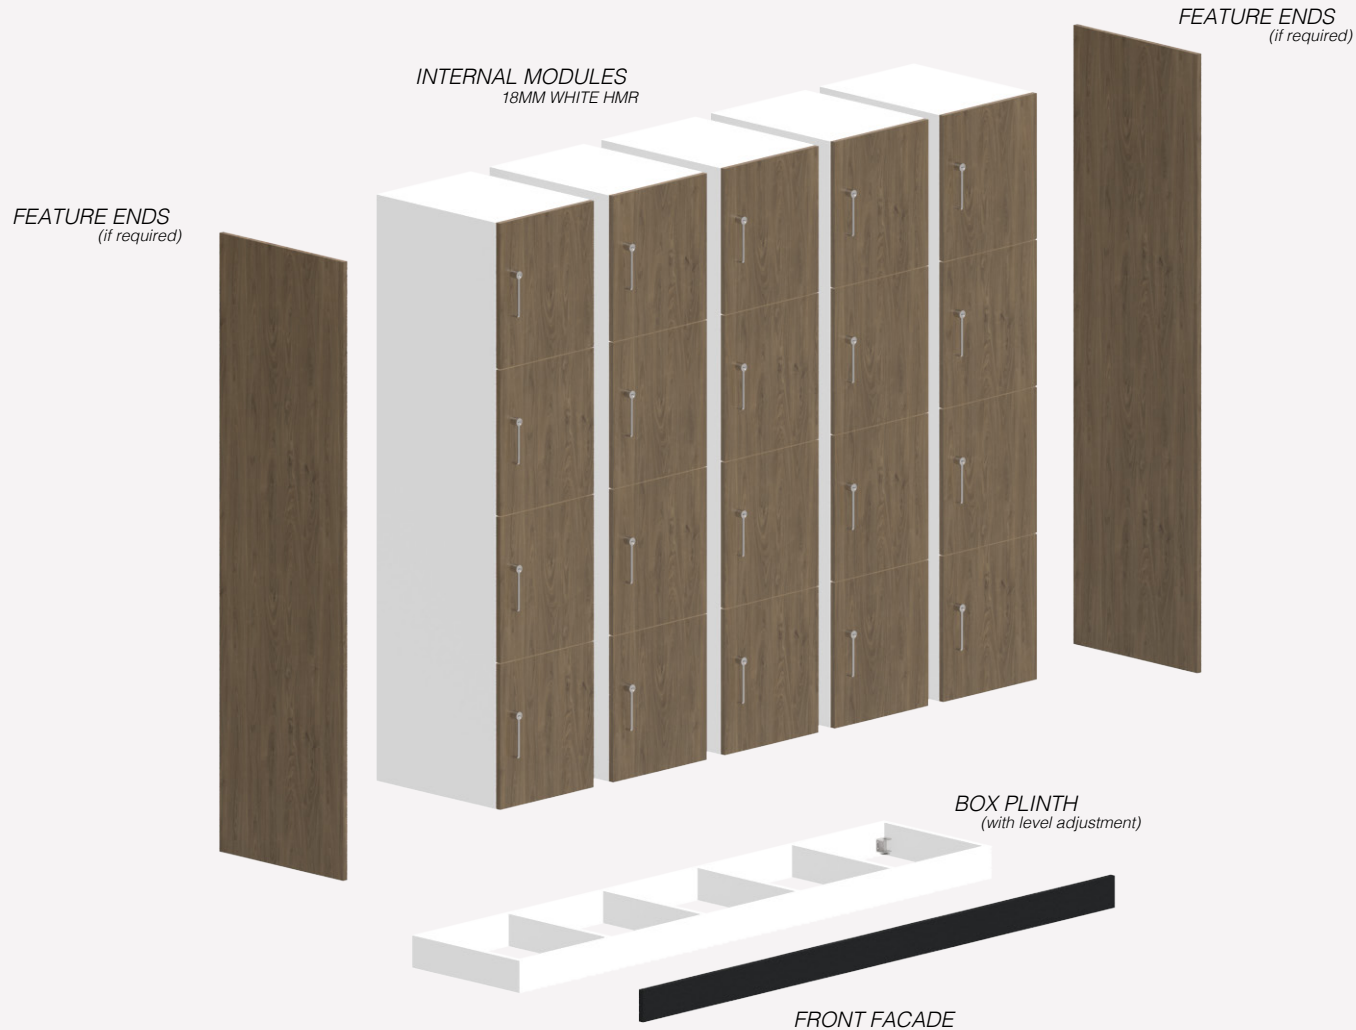 FEATURE ENDS
(if required)
INTERNAL MODULES
18MM WHITE HMR
FEATURE ENDS
(if required)
BOX PLINTH
(with level adjustment)
FRONT FACADE